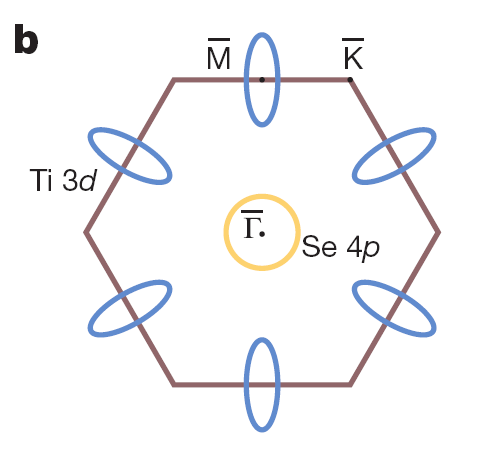 b
M̅ K̅
Ti 3d
Γ̅
Se 4p